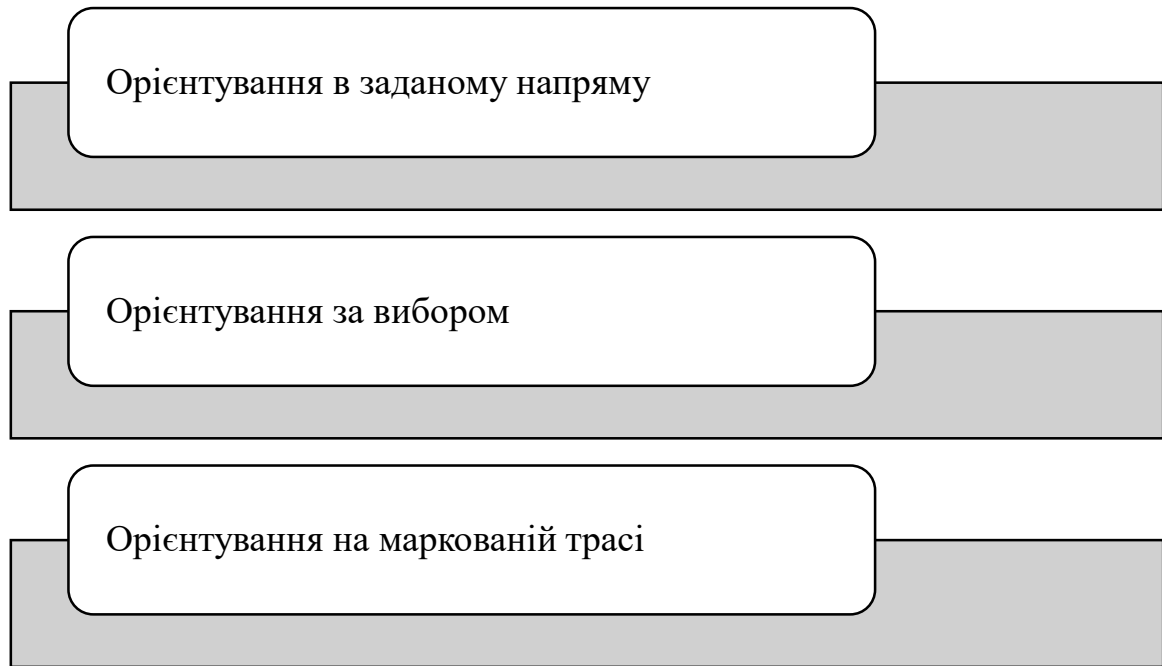 Орієнтування в заданому напряму
Орієнтування за вибором
Орієнтування на маркованій трасі